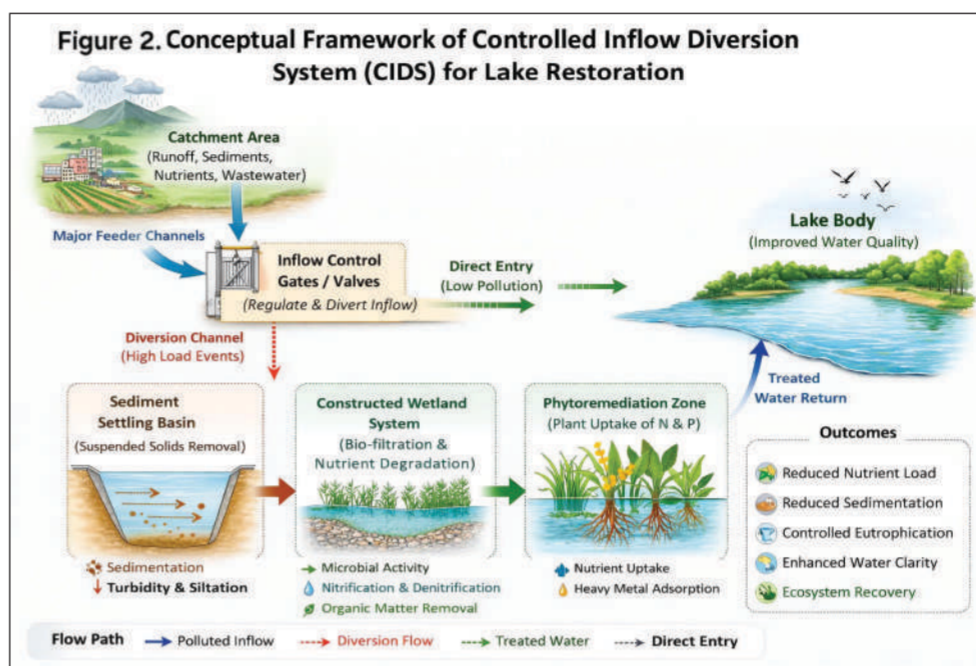 Figure 2. Conceptual Framework of Controlled Inflow Diversion
System (CIDS) for Lake Restoration
Catchment Area
(Runoff, Sediments,
Nutrients, Wastewater)
Major Feeder Channels
Inflow Control
Gates / Valves
(Regulate & Divert Inflow)
Direct Entry
(Low Pollution)
Lake Body
(Improved Water Quality)
Diversion Channel
(High Load Events)
Treated
Water Return
Sediment
Settling Basin
(Suspended Solids Removal)
Sedimentation
Turbidity & Siltation
Constructed Wetland
System
(Bio-filtration &
Nutrient Degradation)
Microbial Activity
Nitrification & Denitrification
Organic Matter Removal
Phytoremediation Zone
(Plant Uptake of N & P)
Nutrient Uptake
Heavy Metal Adsorption
Outcomes
Reduced Nutrient Load
Reduced Sedimentation
Controlled Eutrophication
Enhanced Water Clarity
Ecosystem Recovery
Flow Path
Polluted Inflow
Diversion Flow
Treated Water
Direct Entry